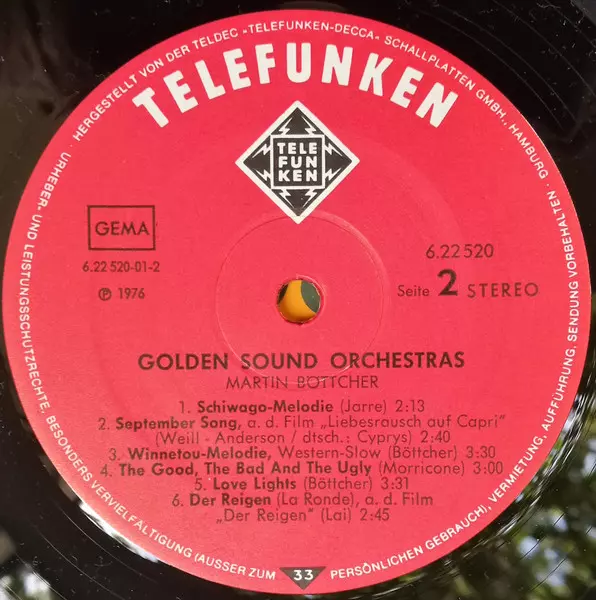 URHEBER- UND LEISTUNGSSCHUTZRECHTE, BESONDERS VERVIELFÄLTIGUNG (AUSSER ZUM PERSÖNLICHEN GEBRAUCH), VERMIETUNG, AUFFÜHRUNG, SENDUNG VORBEHALTEN
· HERGESTELLT VON DER TELDEC »TELEFUNKEN-DECCA« SCHALLPLATTEN GMBH., HAMBURG ·
TELEFUNKEN
TELE
FUN
KEN
GEMA
6.22 520-01-2
℗ 1976
6.22 520
Seite 2 STEREO
GOLDEN SOUND ORCHESTRAS
MARTIN BÖTTCHER
1. Schiwago-Melodie (Jarre) 2:13
2. September Song, a. d. Film „Liebesrausch auf Capri"
(Weill - Anderson / dtsch.: Cyprys) 2:40
3. Winnetou-Melodie, Western-Slow (Böttcher) 3:30
4. The Good, The Bad And The Ugly (Morricone) 3:00
5. Love Lights (Böttcher) 3:31
6. Der Reigen (La Ronde), a. d. Film
„Der Reigen" (Lai) 2:45
33